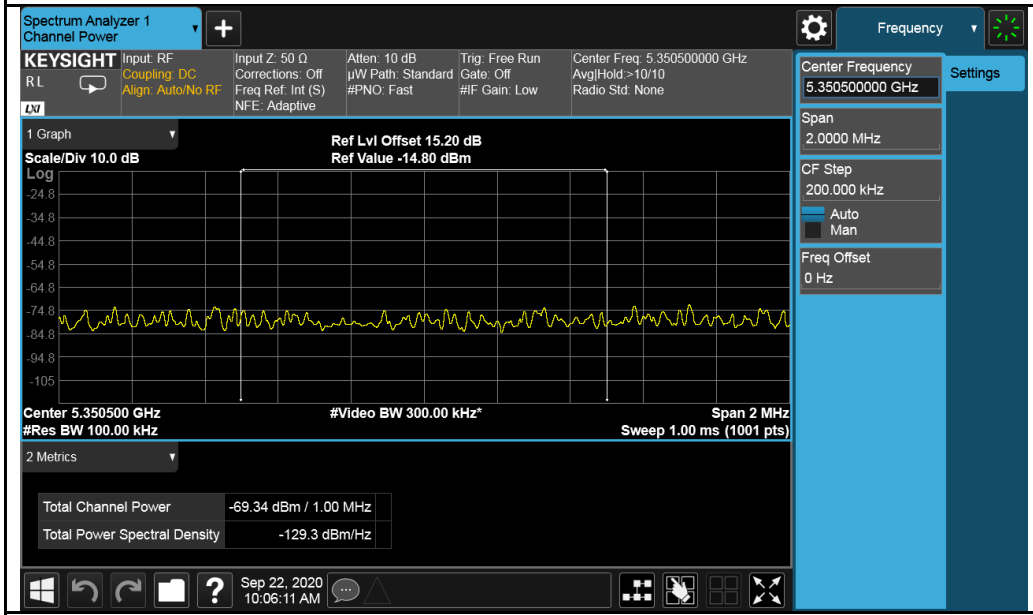 Spectrum Analyzer 1
Channel Power
Frequency
KEYSIGHT
R L
LXI
Input: RF
Coupling: DC
Align: Auto/No RF
Input Z: 50 Ω
Corrections: Off
Freq Ref: Int (S)
NFE: Adaptive
Atten: 10 dB
µW Path: Standard
#PNO: Fast
Trig: Free Run
Gate: Off
#IF Gain: Low
Center Freq: 5.350500000 GHz
Avg|Hold:>10/10
Radio Std: None
Center Frequency
5.350500000 GHz
Settings
Span
2.0000 MHz
CF Step
200.000 kHz
Auto
Man
Freq Offset
0 Hz
1 Graph
Scale/Div 10.0 dB
Ref Lvl Offset 15.20 dB
Ref Value -14.80 dBm
Log
-24.8
-34.8
-44.8
-54.8
-64.8
-74.8
-84.8
-94.8
-105
Center 5.350500 GHz
#Video BW 300.00 kHz*
Span 2 MHz
#Res BW 100.00 kHz
Sweep 1.00 ms (1001 pts)
2 Metrics
Total Channel Power -69.34 dBm / 1.00 MHz
Total Power Spectral Density -129.3 dBm/Hz
?
Sep 22, 2020
10:06:11 AM